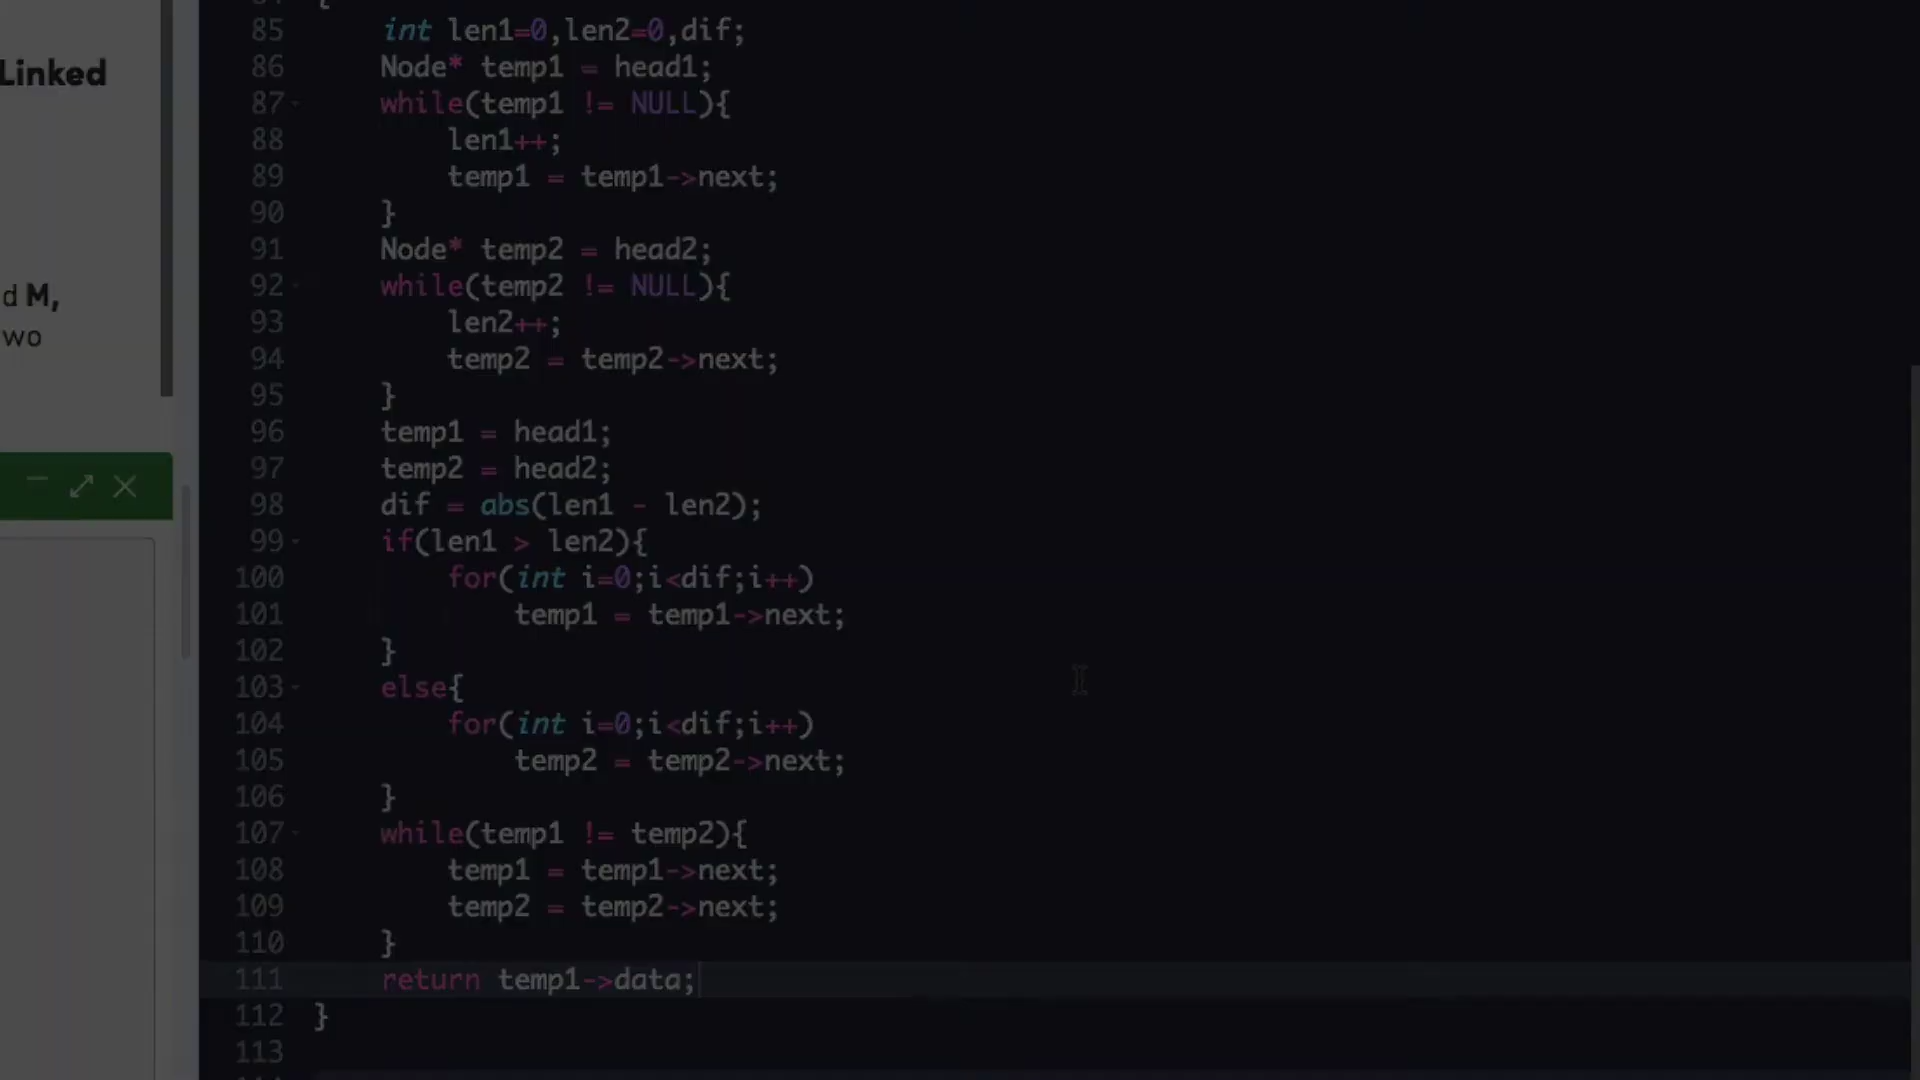 Linked
d M,
wo
{
85 int len1=0,len2=0,dif;
86 Node* temp1 = head1;
87 while(temp1 != NULL){
88 len1++;
89 temp1 = temp1->next;
90 }
91 Node* temp2 = head2;
92 while(temp2 != NULL){
93 len2++;
94 temp2 = temp2->next;
95 }
96 temp1 = head1;
97 temp2 = head2;
98 dif = abs(len1 - len2);
99 if(len1 > len2){
100 for(int i=0;i<dif;i++)
101 temp1 = temp1->next;
102 }
103 else{
104 for(int i=0;i<dif;i++)
105 temp2 = temp2->next;
106 }
107 while(temp1 != temp2){
108 temp1 = temp1->next;
109 temp2 = temp2->next;
110 }
111 return temp1->data;
112 }
113